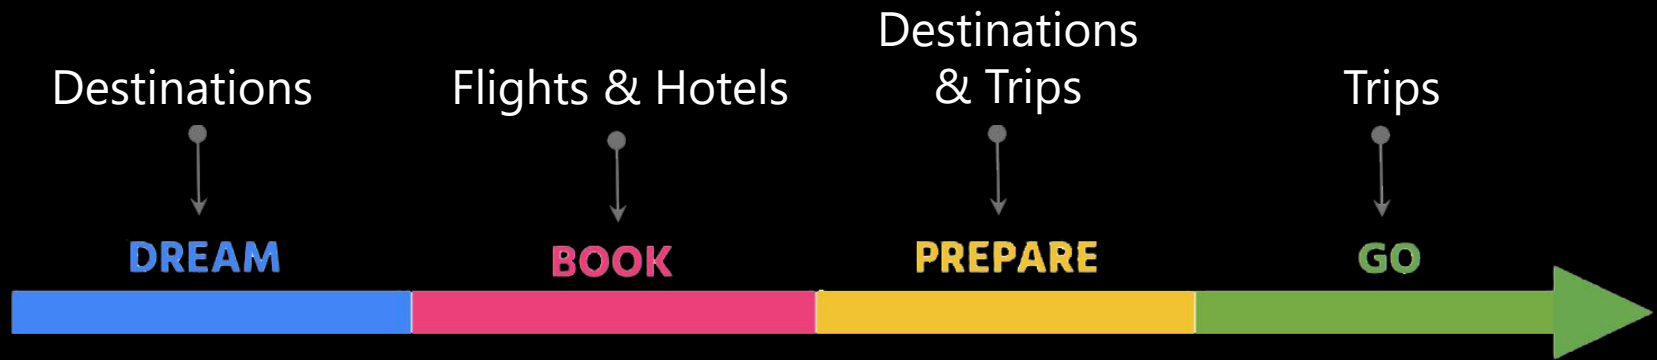 Destinations
Flights & Hotels
Destinations
& Trips
Trips
DREAM
BOOK
PREPARE
GO